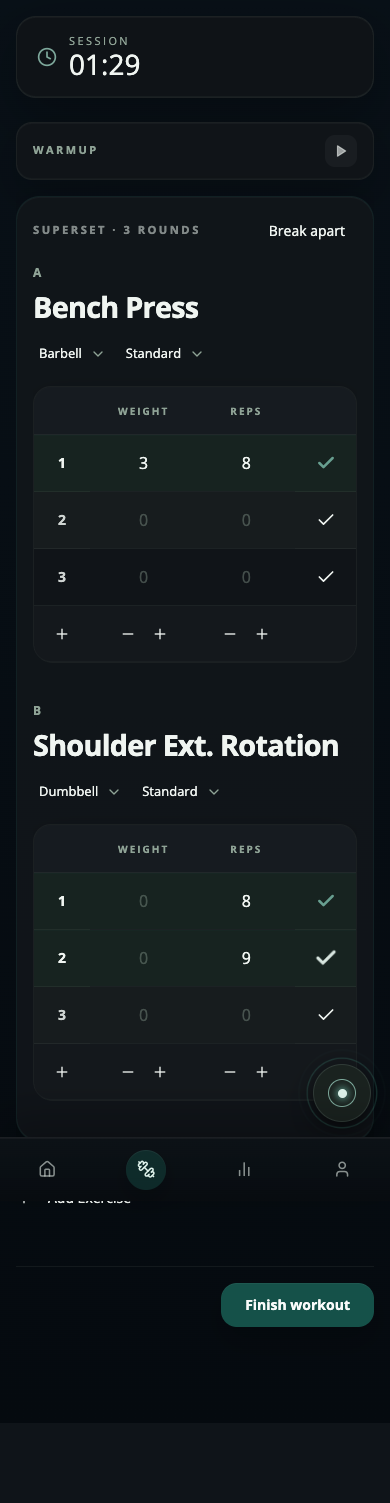 SESSION
01:29
WARMUP
SUPERSET · 3 ROUNDS Break apart
A
Bench Press
Barbell Standard
WEIGHT REPS
1 3 8
2 0 0
3 0 0
+ − + − +
B
Shoulder Ext. Rotation
Dumbbell Standard
WEIGHT REPS
1 0 8
2 0 9
3 0 0
+ − + − +
Add Exercise
Finish workout